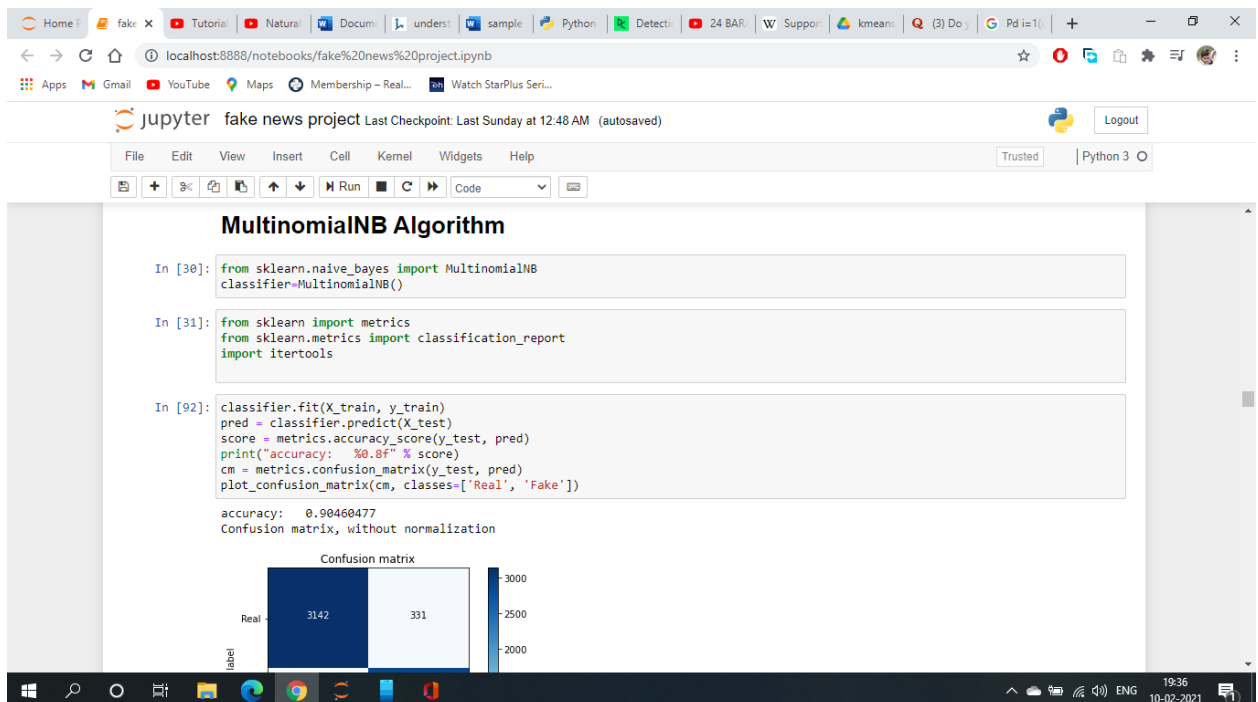 Home P fake Tutorial Natural Docume underst sample Python Detectin 24 BAR Support kmeans (3) Do y Pd i=1(
localhost:8888/notebooks/fake%20news%20project.ipynb
Apps Gmail YouTube Maps Membership – Real... Watch StarPlus Seri...
jupyter fake news project Last Checkpoint: Last Sunday at 12:48 AM (autosaved) Logout
File Edit View Insert Cell Kernel Widgets Help Trusted Python 3
Run Code
MultinomialNB Algorithm
In [30]: from sklearn.naive_bayes import MultinomialNB
classifier=MultinomialNB()
In [31]: from sklearn import metrics
from sklearn.metrics import classification_report
import itertools
In [92]: classifier.fit(X_train, y_train)
pred = classifier.predict(X_test)
score = metrics.accuracy_score(y_test, pred)
print("accuracy:   %0.8f" % score)
cm = metrics.confusion_matrix(y_test, pred)
plot_confusion_matrix(cm, classes=['Real', 'Fake'])
accuracy:   0.90460477
Confusion matrix, without normalization
Confusion matrix
3000
Real 3142 331
2500
2000
label
ENG
19:36
10-02-2021